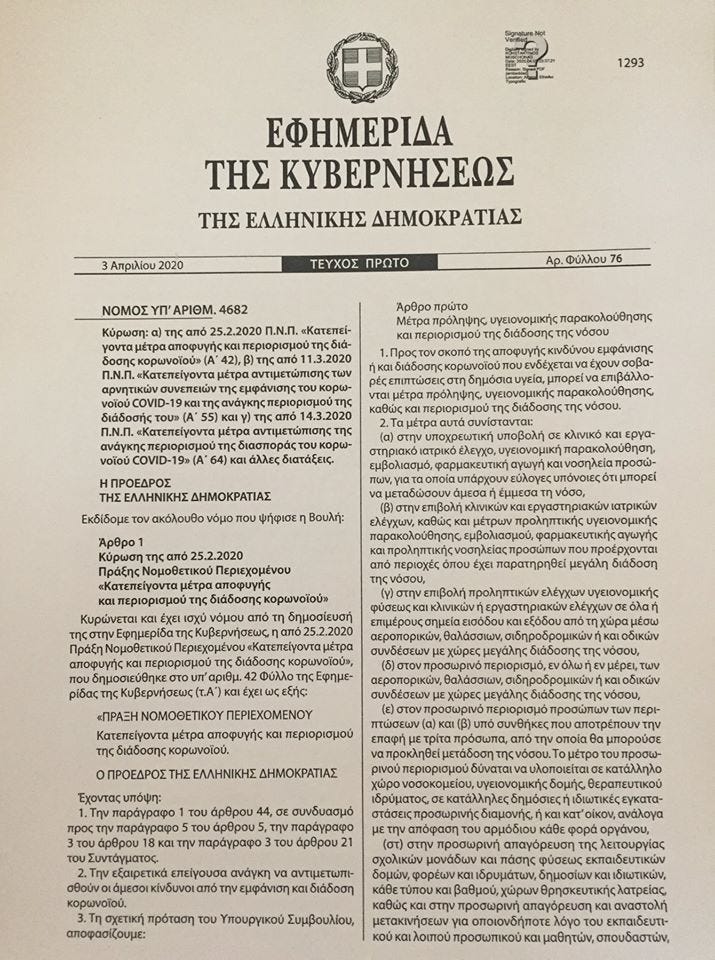 Signature Not
Verified
1293
ΕΦΗΜΕΡΙΔΑ
ΤΗΣ ΚΥΒΕΡΝΗΣΕΩΣ
ΤΗΣ ΕΛΛΗΝΙΚΗΣ ΔΗΜΟΚΡΑΤΙΑΣ
3 Απριλίου 2020
ΤΕΥΧΟΣ ΠΡΩΤΟ
Αρ. Φύλλου 76
ΝΟΜΟΣ ΥΠ' ΑΡΙΘΜ. 4682
Κύρωση: α) της από 25.2.2020 Π.Ν.Π. «Κατεπεί-
γοντα μέτρα αποφυγής και περιορισμού της διά-
δοσης κορωνοϊού» (Α΄ 42), β) της από 11.3.2020
Π.Ν.Π. «Κατεπείγοντα μέτρα αντιμετώπισης των
αρνητικών συνεπειών της εμφάνισης του κορω-
νοϊού COVID-19 και της ανάγκης περιορισμού της
διάδοσής του» (Α΄ 55) και γ) της από 14.3.2020
Π.Ν.Π. «Κατεπείγοντα μέτρα αντιμετώπισης της
ανάγκης περιορισμού της διασποράς του κορω-
νοϊού COVID-19» (Α΄ 64) και άλλες διατάξεις.
Η ΠΡΟΕΔΡΟΣ
ΤΗΣ ΕΛΛΗΝΙΚΗΣ ΔΗΜΟΚΡΑΤΙΑΣ
Εκδίδομε τον ακόλουθο νόμο που ψήφισε η Βουλή:
Άρθρο 1
Κύρωση της από 25.2.2020
Πράξης Νομοθετικού Περιεχομένου
«Κατεπείγοντα μέτρα αποφυγής
και περιορισμού της διάδοσης κορωνοϊού»
Κυρώνεται και έχει ισχύ νόμου από τη δημοσίευσή
της στην Εφημερίδα της Κυβερνήσεως, η από 25.2.2020
Πράξη Νομοθετικού Περιεχομένου «Κατεπείγοντα μέτρα
αποφυγής και περιορισμού της διάδοσης κορωνοϊού»,
που δημοσιεύθηκε στο υπ' αριθμ. 42 Φύλλο της Εφημε-
ρίδας της Κυβερνήσεως (τ.Α΄) και έχει ως εξής:
«ΠΡΑΞΗ ΝΟΜΟΘΕΤΙΚΟΥ ΠΕΡΙΕΧΟΜΕΝΟΥ
Κατεπείγοντα μέτρα αποφυγής και περιορισμού
της διάδοσης κορωνοϊού.
Ο ΠΡΟΕΔΡΟΣ ΤΗΣ ΕΛΛΗΝΙΚΗΣ ΔΗΜΟΚΡΑΤΙΑΣ
Έχοντας υπόψη:
1. Την παράγραφο 1 του άρθρου 44, σε συνδυασμό
προς την παράγραφο 5 του άρθρου 5, την παράγραφο
3 του άρθρου 18 και την παράγραφο 3 του άρθρου 21
του Συντάγματος.
2. Την εξαιρετικά επείγουσα ανάγκη να αντιμετωπι-
σθούν οι άμεσοι κίνδυνοι από την εμφάνιση και διάδοση
κορωνοϊού.
3. Τη σχετική πρόταση του Υπουργικού Συμβουλίου,
αποφασίζουμε:
Άρθρο πρώτο
Μέτρα πρόληψης, υγειονομικής παρακολούθησης
και περιορισμού της διάδοσης της νόσου
1. Προς τον σκοπό της αποφυγής κινδύνου εμφάνισης
ή και διάδοσης κορωνοϊού που ενδέχεται να έχουν σοβα-
ρές επιπτώσεις στη δημόσια υγεία, μπορεί να επιβάλλο-
νται μέτρα πρόληψης, υγειονομικής παρακολούθησης,
καθώς και περιορισμού της διάδοσης της νόσου.
2. Τα μέτρα αυτά συνίστανται:
(α) στην υποχρεωτική υποβολή σε κλινικό και εργα-
στηριακό ιατρικό έλεγχο, υγειονομική παρακολούθηση,
εμβολιασμό, φαρμακευτική αγωγή και νοσηλεία προσώ-
πων, για τα οποία υπάρχουν εύλογες υπόνοιες ότι μπορεί
να μεταδώσουν άμεσα ή έμμεσα τη νόσο,
(β) στην επιβολή κλινικών και εργαστηριακών ιατρικών
ελέγχων, καθώς και μέτρων προληπτικής υγειονομικής
παρακολούθησης, εμβολιασμού, φαρμακευτικής αγωγής
και προληπτικής νοσηλείας προσώπων που προέρχονται
από περιοχές όπου έχει παρατηρηθεί μεγάλη διάδοση
της νόσου,
(γ) στην επιβολή προληπτικών ελέγχων υγειονομικής
φύσεως και κλινικών ή εργαστηριακών ελέγχων σε όλα ή
επιμέρους σημεία εισόδου και εξόδου από τη χώρα μέσω
αεροπορικών, θαλάσσιων, σιδηροδρομικών ή και οδικών
συνδέσεων με χώρες μεγάλης διάδοσης της νόσου,
(δ) στον προσωρινό περιορισμό, εν όλω ή εν μέρει, των
αεροπορικών, θαλάσσιων, σιδηροδρομικών ή και οδικών
συνδέσεων με χώρες μεγάλης διάδοσης της νόσου,
(ε) στον προσωρινό περιορισμό προσώπων των περι-
πτώσεων (α) και (β) υπό συνθήκες που αποτρέπουν την
επαφή με τρίτα πρόσωπα, από την οποία θα μπορούσε
να προκληθεί μετάδοση της νόσου. Το μέτρο του προσω-
ρινού περιορισμού δύναται να υλοποιείται σε κατάλληλο
χώρο νοσοκομείου, υγειονομικής δομής, θεραπευτικού
ιδρύματος, σε κατάλληλες δημόσιες ή ιδιωτικές εγκατα-
στάσεις προσωρινής διαμονής, ή και κατ' οίκον, ανάλογα
με την απόφαση του αρμόδιου κάθε φορά οργάνου,
(στ) στην προσωρινή απαγόρευση της λειτουργίας
σχολικών μονάδων και πάσης φύσεως εκπαιδευτικών
δομών, φορέων και ιδρυμάτων, δημοσίων και ιδιωτικών,
κάθε τύπου και βαθμού, χώρων θρησκευτικής λατρείας,
καθώς και στην προσωρινή απαγόρευση και αναστολή
μετακινήσεων για οποιονδήποτε λόγο του εκπαιδευτι-
κού και λοιπού προσωπικού και μαθητών, σπουδαστών,